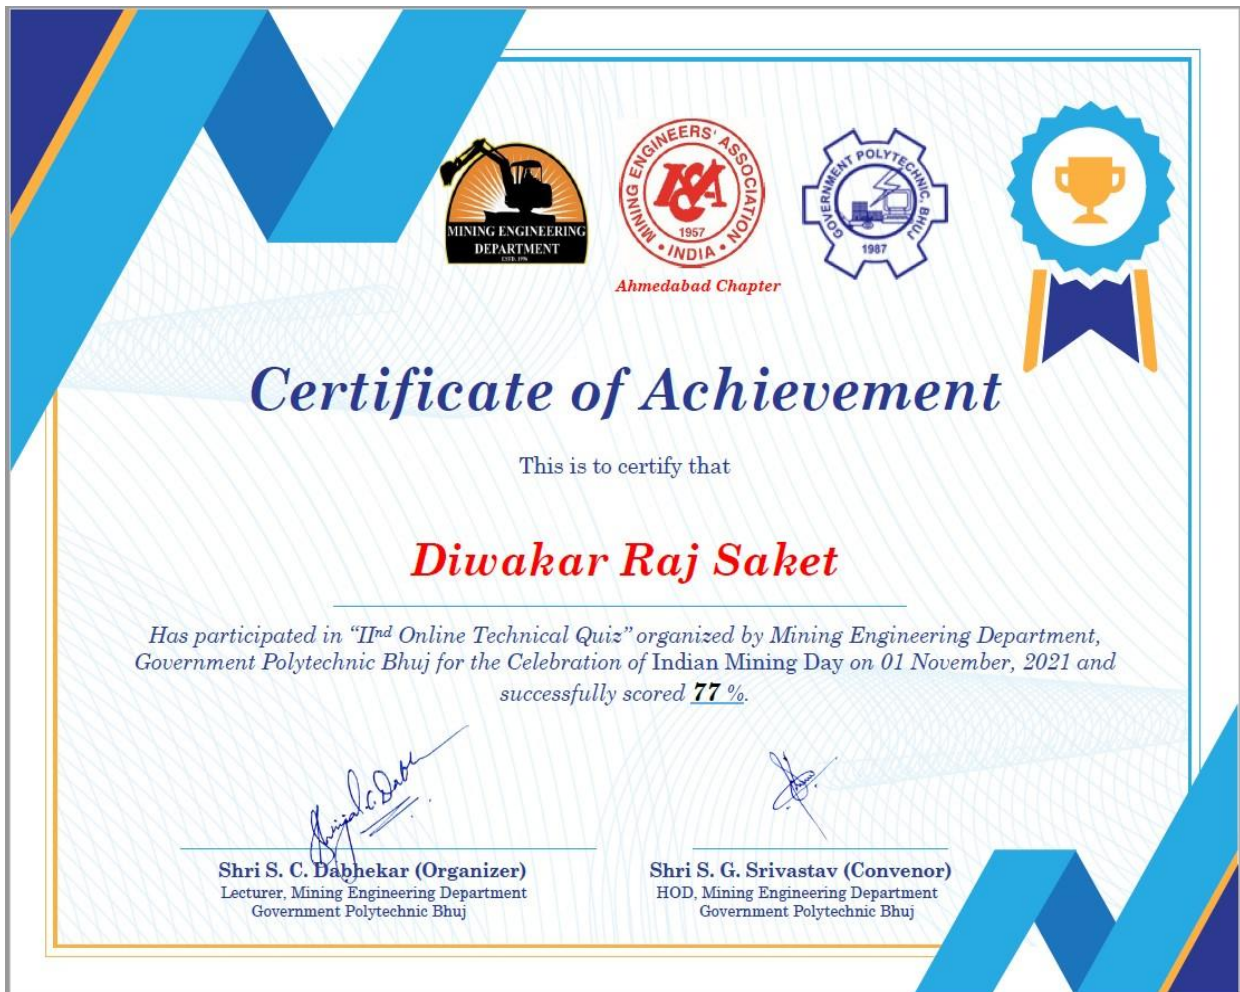 MINING ENGINEERING
DEPARTMENT
ESTD. 1996
MINING ENGINEERS' ASSOCIATION
1957
• INDIA •
Ahmedabad Chapter
GOVERNMENT POLYTECHNIC, BHUJ
1987
Certificate of Achievement
This is to certify that
Diwakar Raj Saket
Has participated in “IInd Online Technical Quiz” organized by Mining Engineering Department,
Government Polytechnic Bhuj for the Celebration of Indian Mining Day on 01 November, 2021 and
successfully scored 77 %.
Shri S. C. Dabhekar (Organizer)
Lecturer, Mining Engineering Department
Government Polytechnic Bhuj
Shri S. G. Srivastav (Convenor)
HOD, Mining Engineering Department
Government Polytechnic Bhuj